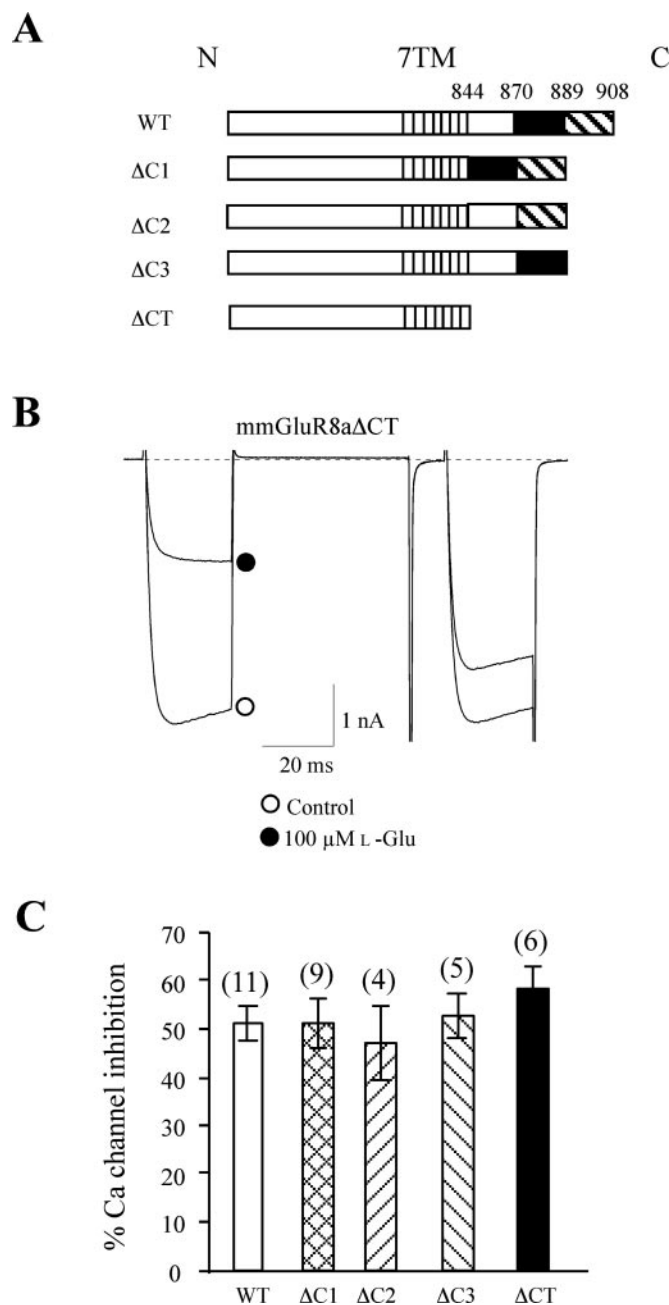 A
N 7TM C
844 870 889 908
WT
ΔC1
ΔC2
ΔC3
ΔCT
B
mmGluR8aΔCT
1 nA
20 ms
Control
100 µM L -Glu
C
% Ca channel inhibition
70
60
50
40
30
20
10
0
(11) (9) (4) (5) (6)
WT ΔC1 ΔC2 ΔC3 ΔCT